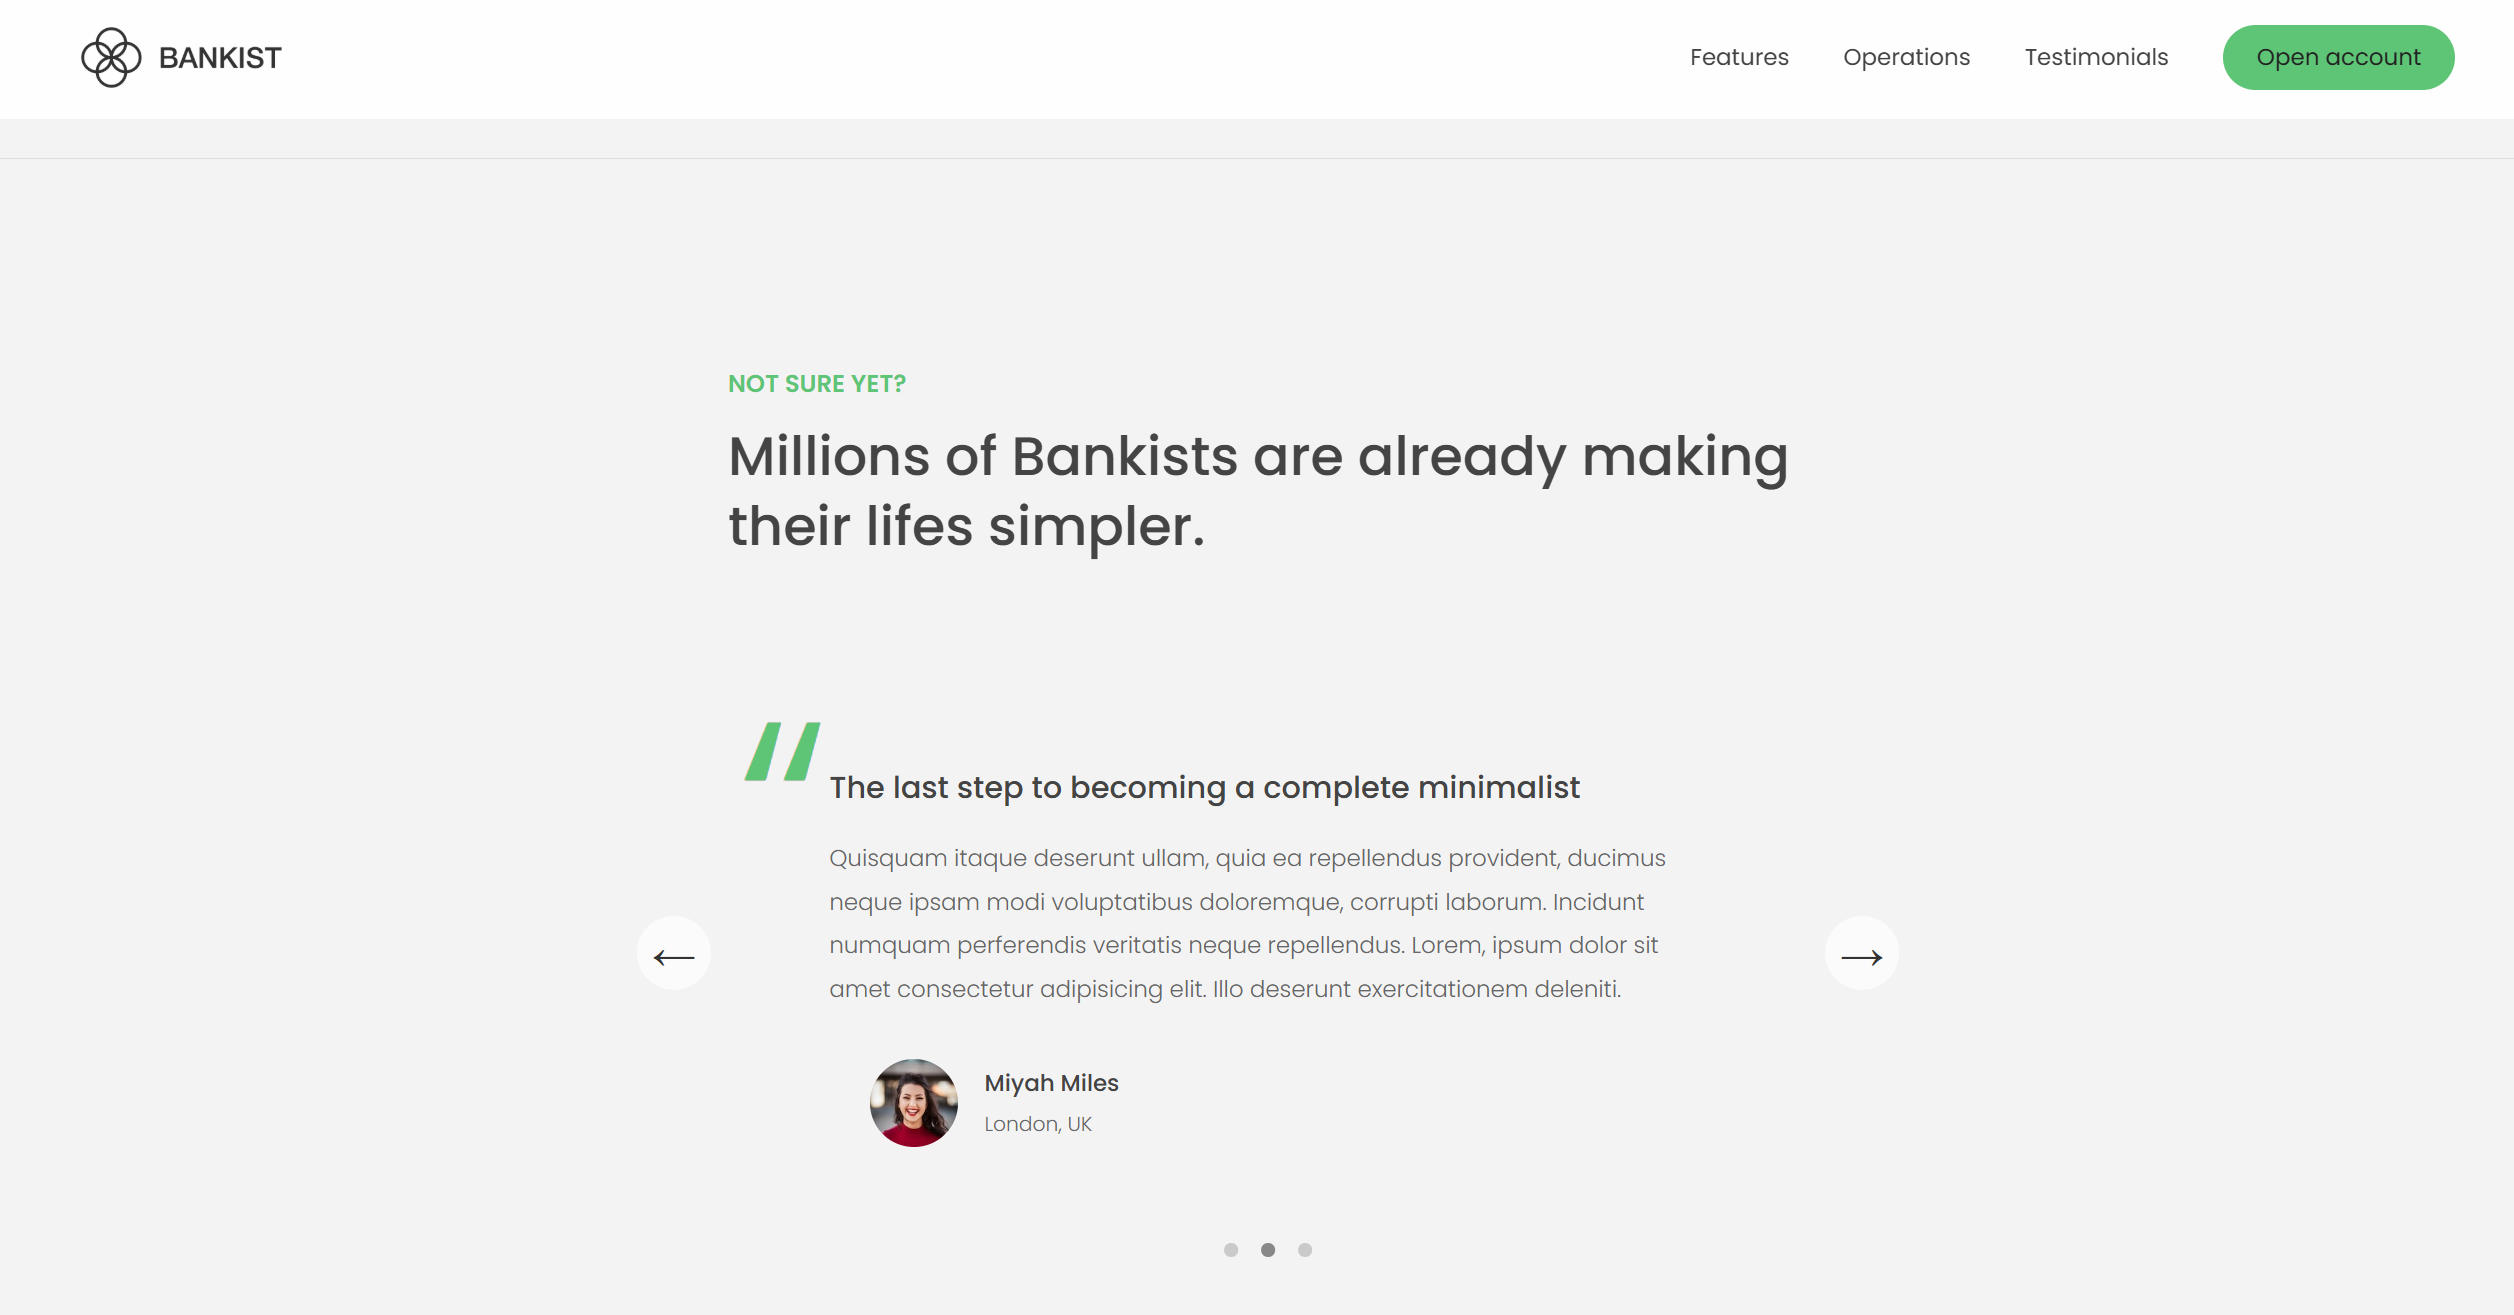 BANKIST
Features
Operations
Testimonials
Open account
NOT SURE YET?
Millions of Bankists are already making
their lifes simpler.
The last step to becoming a complete minimalist
Quisquam itaque deserunt ullam, quia ea repellendus provident, ducimus
neque ipsam modi voluptatibus doloremque, corrupti laborum. Incidunt
numquam perferendis veritatis neque repellendus. Lorem, ipsum dolor sit
amet consectetur adipisicing elit. Illo deserunt exercitationem deleniti.
Miyah Miles
London, UK